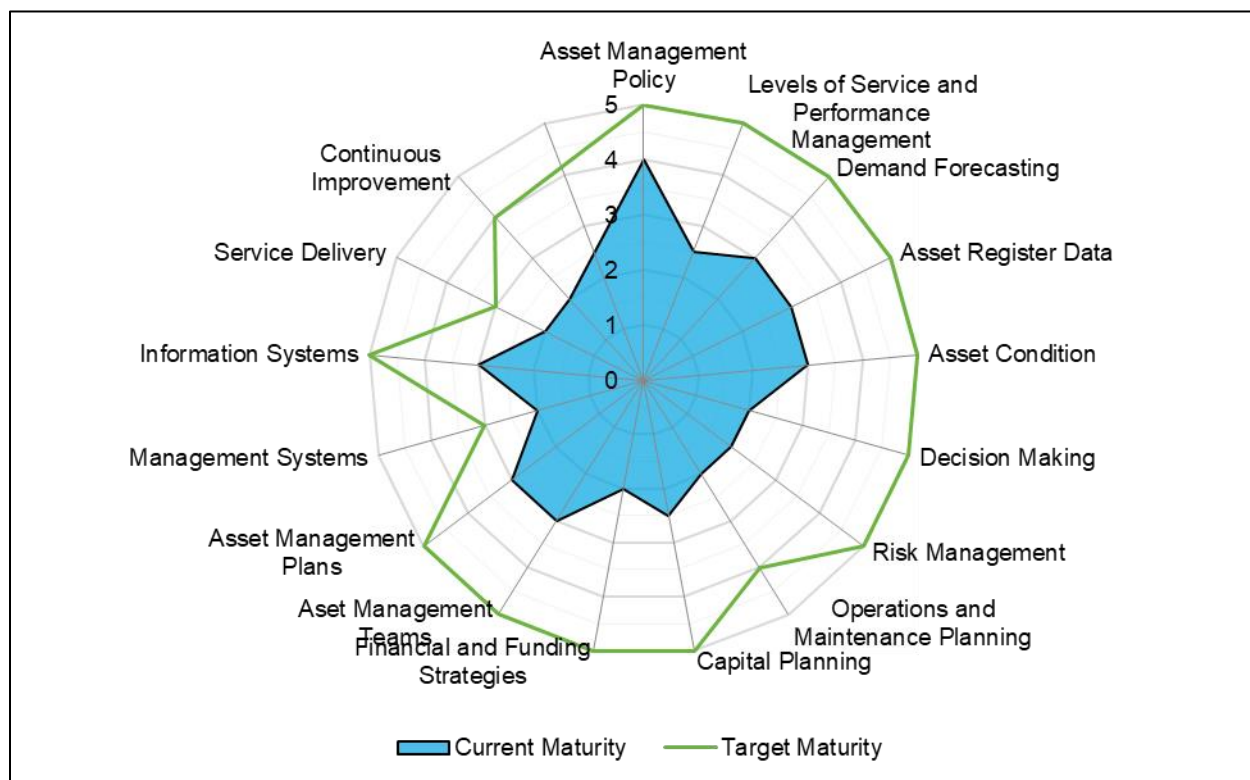 Asset Management
Policy
Levels of Service and
Performance
Management
Demand Forecasting
Asset Register Data
Asset Condition
Decision Making
Risk Management
Operations and
Maintenance Planning
Capital Planning
Financial and Funding
Strategies
Aset Management
Teams
Asset Management
Plans
Management Systems
Information Systems
Service Delivery
Continuous
Improvement
5
4
3
2
1
0
Current Maturity
Target Maturity